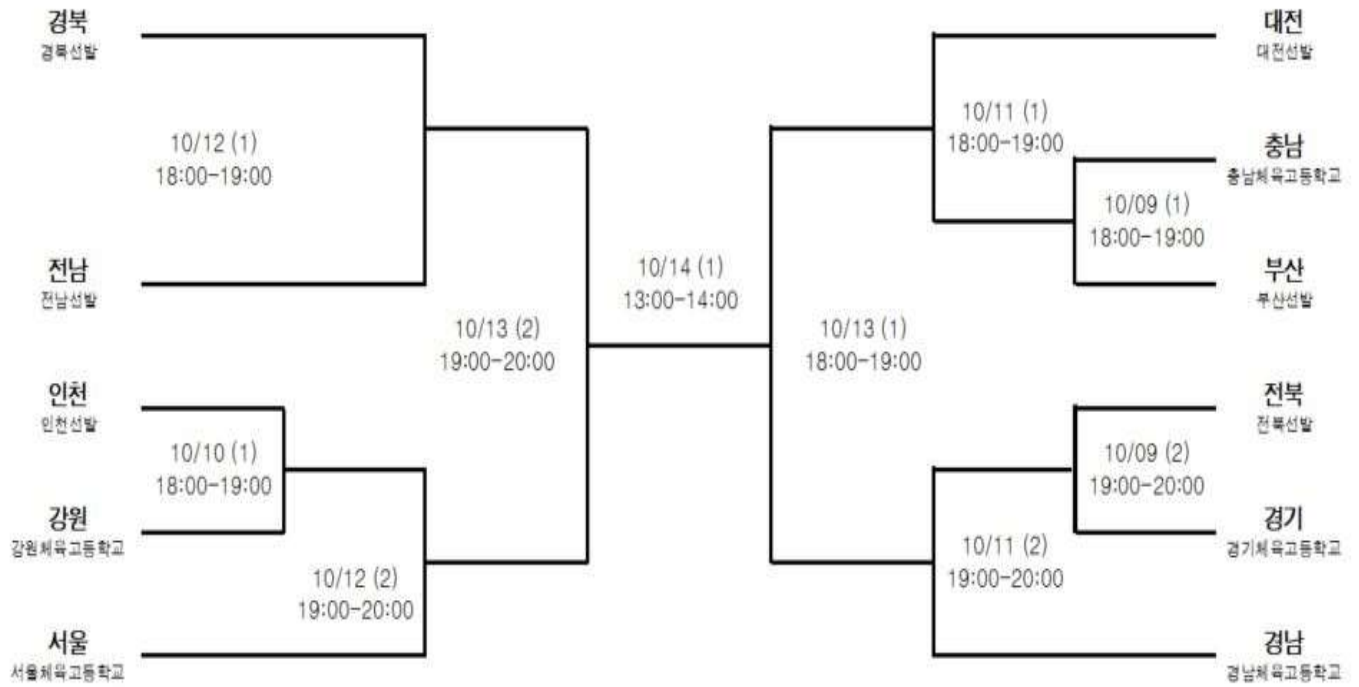 경북
경북선발
10/12 (1)
18:00-19:00
전남
전남선발
10/13 (2)
19:00-20:00
인천
인천선발
10/10 (1)
18:00-19:00
강원
강원체육고등학교
10/12 (2)
19:00-20:00
서울
서울체육고등학교
10/14 (1)
13:00-14:00
대전
대전선발
10/11 (1)
18:00-19:00
충남
충남체육고등학교
10/09 (1)
18:00-19:00
부산
부산선발
10/13 (1)
18:00-19:00
전북
전북선발
10/09 (2)
19:00-20:00
경기
경기체육고등학교
10/11 (2)
19:00-20:00
경남
경남체육고등학교